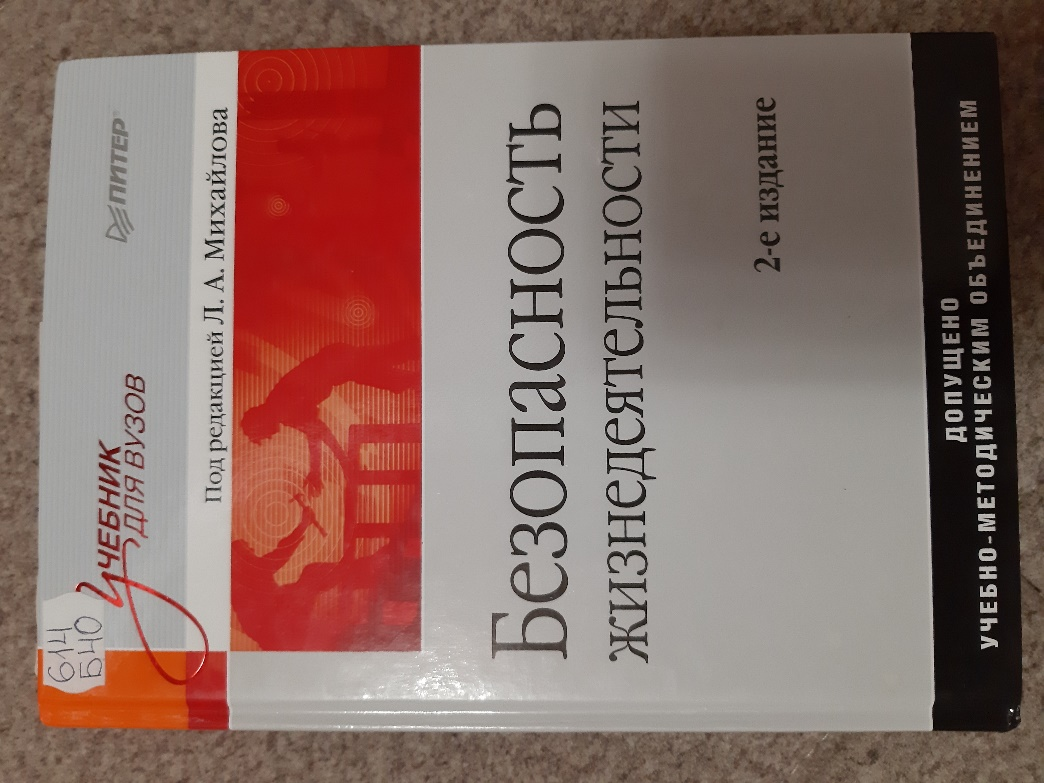 614
Б40
УЧЕБНИК
ДЛЯ ВУЗОВ
ПИТЕР
Под редакцией Л. А. Михайлова
Безопасность
жизнедеятельности
2-е издание
ДОПУЩЕНО
УЧЕБНО-МЕТОДИЧЕСКИМ ОБЪЕДИНЕНИЕМ